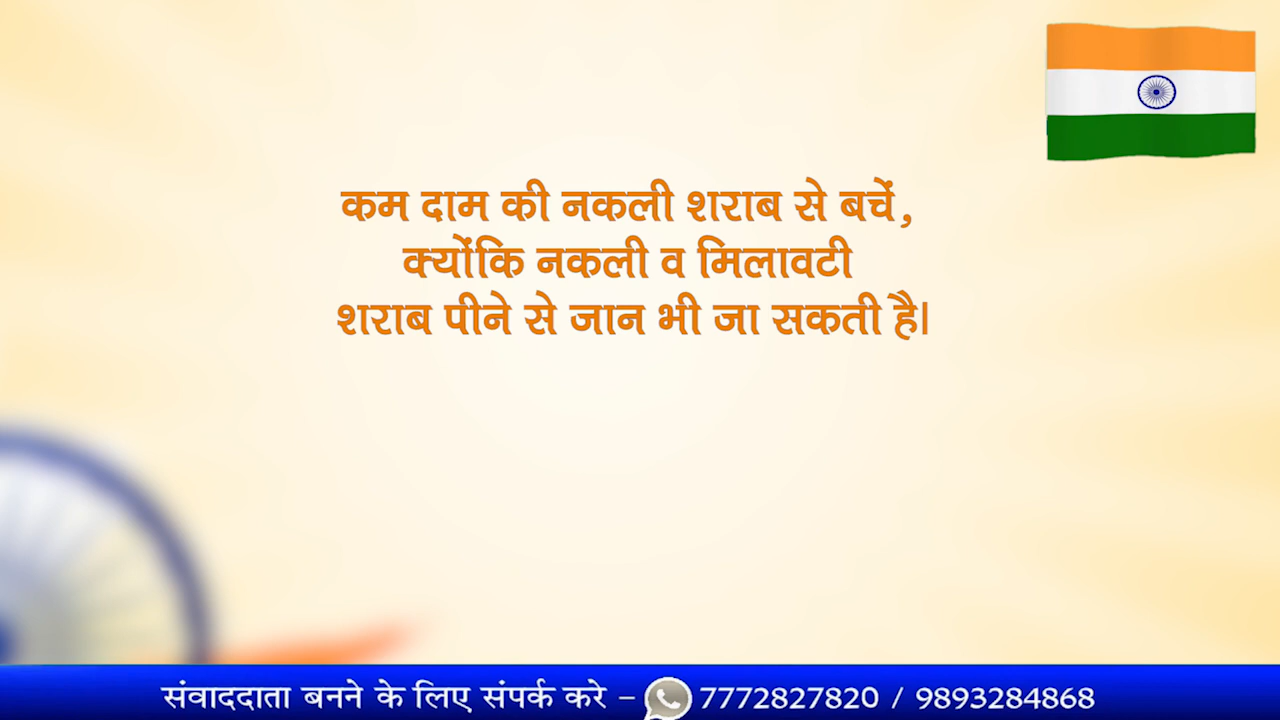 कम दाम की नकली शराब से बचें,
क्योंकि नकली व मिलावटी
शराब पीने से जान भी जा सकती है।
संवाददाता बनने के लिए संपर्क करे – 7772827820 / 9893284868